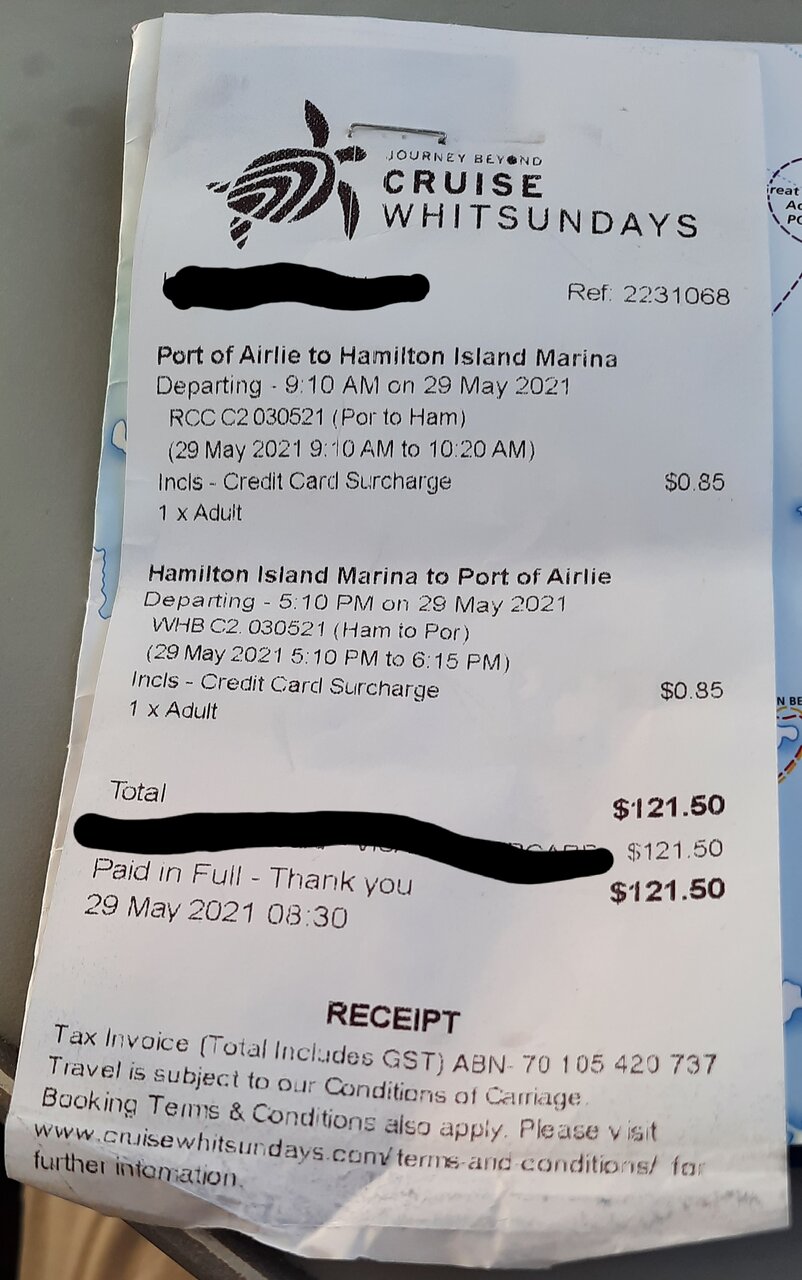 JOURNEY BEYOND
CRUISE
WHITSUNDAYS
Ref: 2231068
Port of Airlie to Hamilton Island Marina
Departing - 9:10 AM on 29 May 2021
RCC C2 030521 (Por to Ham)
(29 May 2021 9:10 AM to 10:20 AM)
Incls - Credit Card Surcharge $0.85
1 x Adult
Hamilton Island Marina to Port of Airlie
Departing - 5:10 PM on 29 May 2021
WHB C2. 030521 (Ham to Por)
(29 May 2021 5:10 PM to 6:15 PM)
Incls - Credit Card Surcharge $0.85
1 x Adult
Total $121.50
$121.50
Paid in Full - Thank you $121.50
29 May 2021 08:30
RECEIPT
Tax Invoice (Total Includes GST) ABN- 70 105 420 737
Travel is subject to our Conditions of Carriage.
Booking Terms & Conditions also apply. Please visit
www.cruisewhitsundays.com/terms-and-conditions/ for
further infomation.